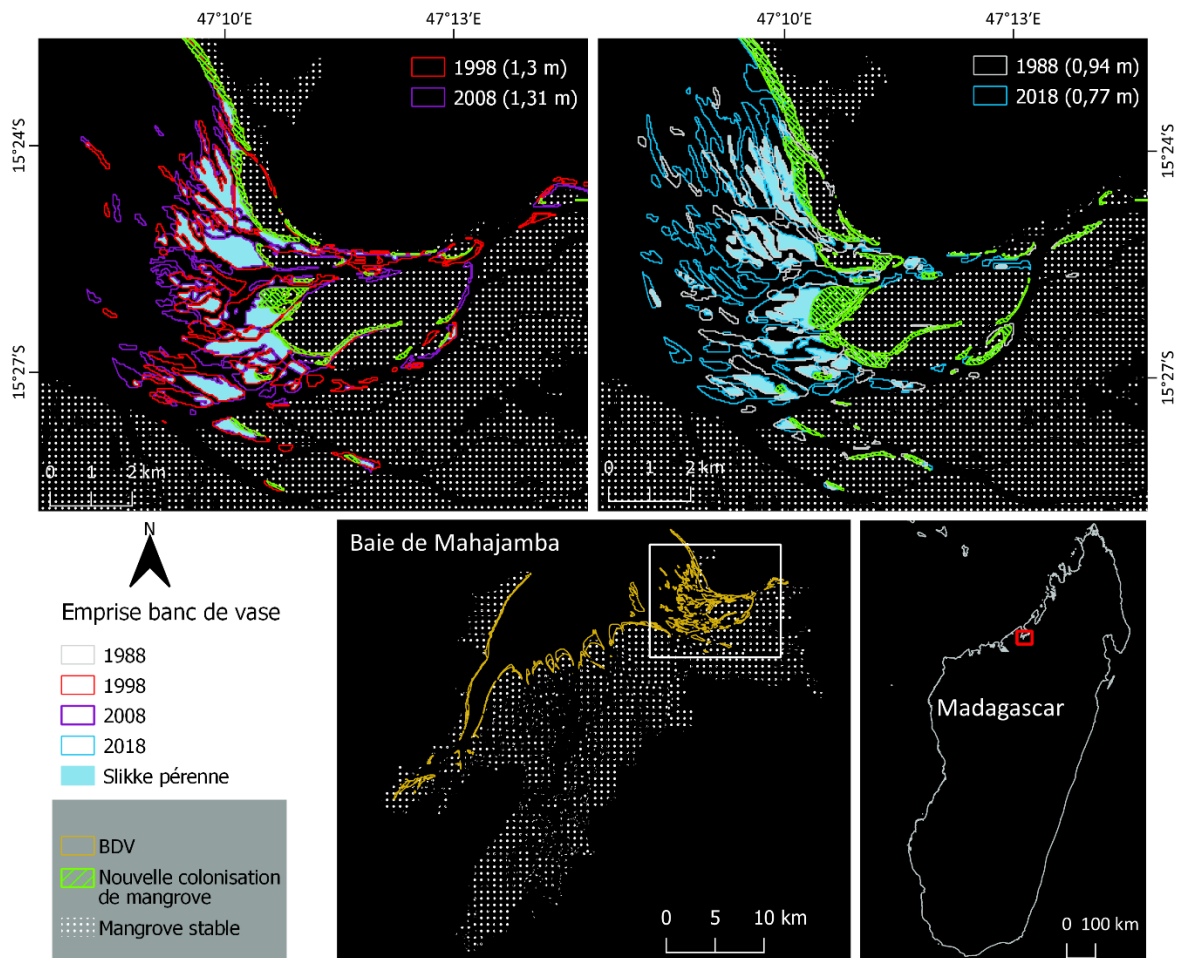 47°10′E
47°13′E
47°10′E
47°13′E
1998 (1,3 m)
2008 (1,31 m)
1988 (0,94 m)
2018 (0,77 m)
15°24′S
15°24′S
15°27′S
15°27′S
0 1 2 km
0 1 2 km
N
Emprise banc de vase
1988
1998
2008
2018
Slikke pérenne
BDV
Nouvelle colonisation
de mangrove
Mangrove stable
Baie de Mahajamba
0 5 10 km
Madagascar
0 100 km